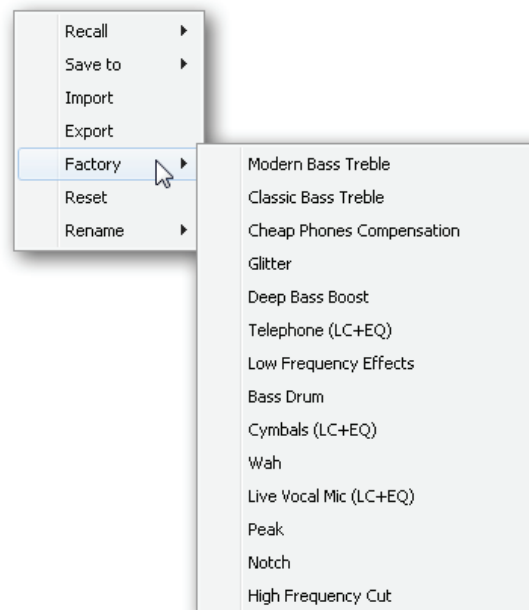 Recall
Save to
Import
Export
Factory
Reset
Rename
Modern Bass Treble
Classic Bass Treble
Cheap Phones Compensation
Glitter
Deep Bass Boost
Telephone (LC+EQ)
Low Frequency Effects
Bass Drum
Cymbals (LC+EQ)
Wah
Live Vocal Mic (LC+EQ)
Peak
Notch
High Frequency Cut